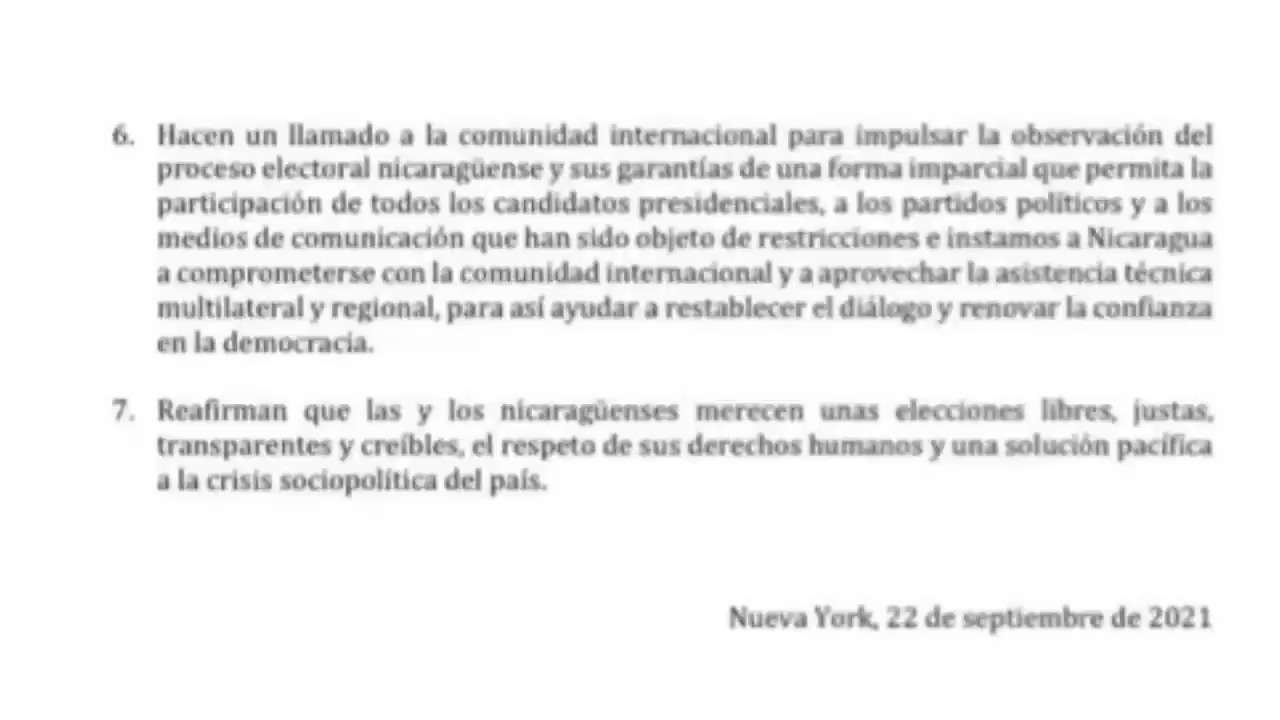 6. Hacen un llamado a la comunidad internacional para impulsar la observación del
proceso electoral nicaragüense y sus garantías de una forma imparcial que permita la
participación de todos los candidatos presidenciales, a los partidos políticos y a los
medios de comunicación que han sido objeto de restricciones e instamos a Nicaragua
a comprometerse con la comunidad internacional y a aprovechar la asistencia técnica
multilateral y regional, para así ayudar a restablecer el diálogo y renovar la confianza
en la democracia.
7. Reafirman que las y los nicaragüenses merecen unas elecciones libres, justas,
transparentes y creíbles, el respeto de sus derechos humanos y una solución pacífica
a la crisis sociopolítica del país.
Nueva York, 22 de septiembre de 2021